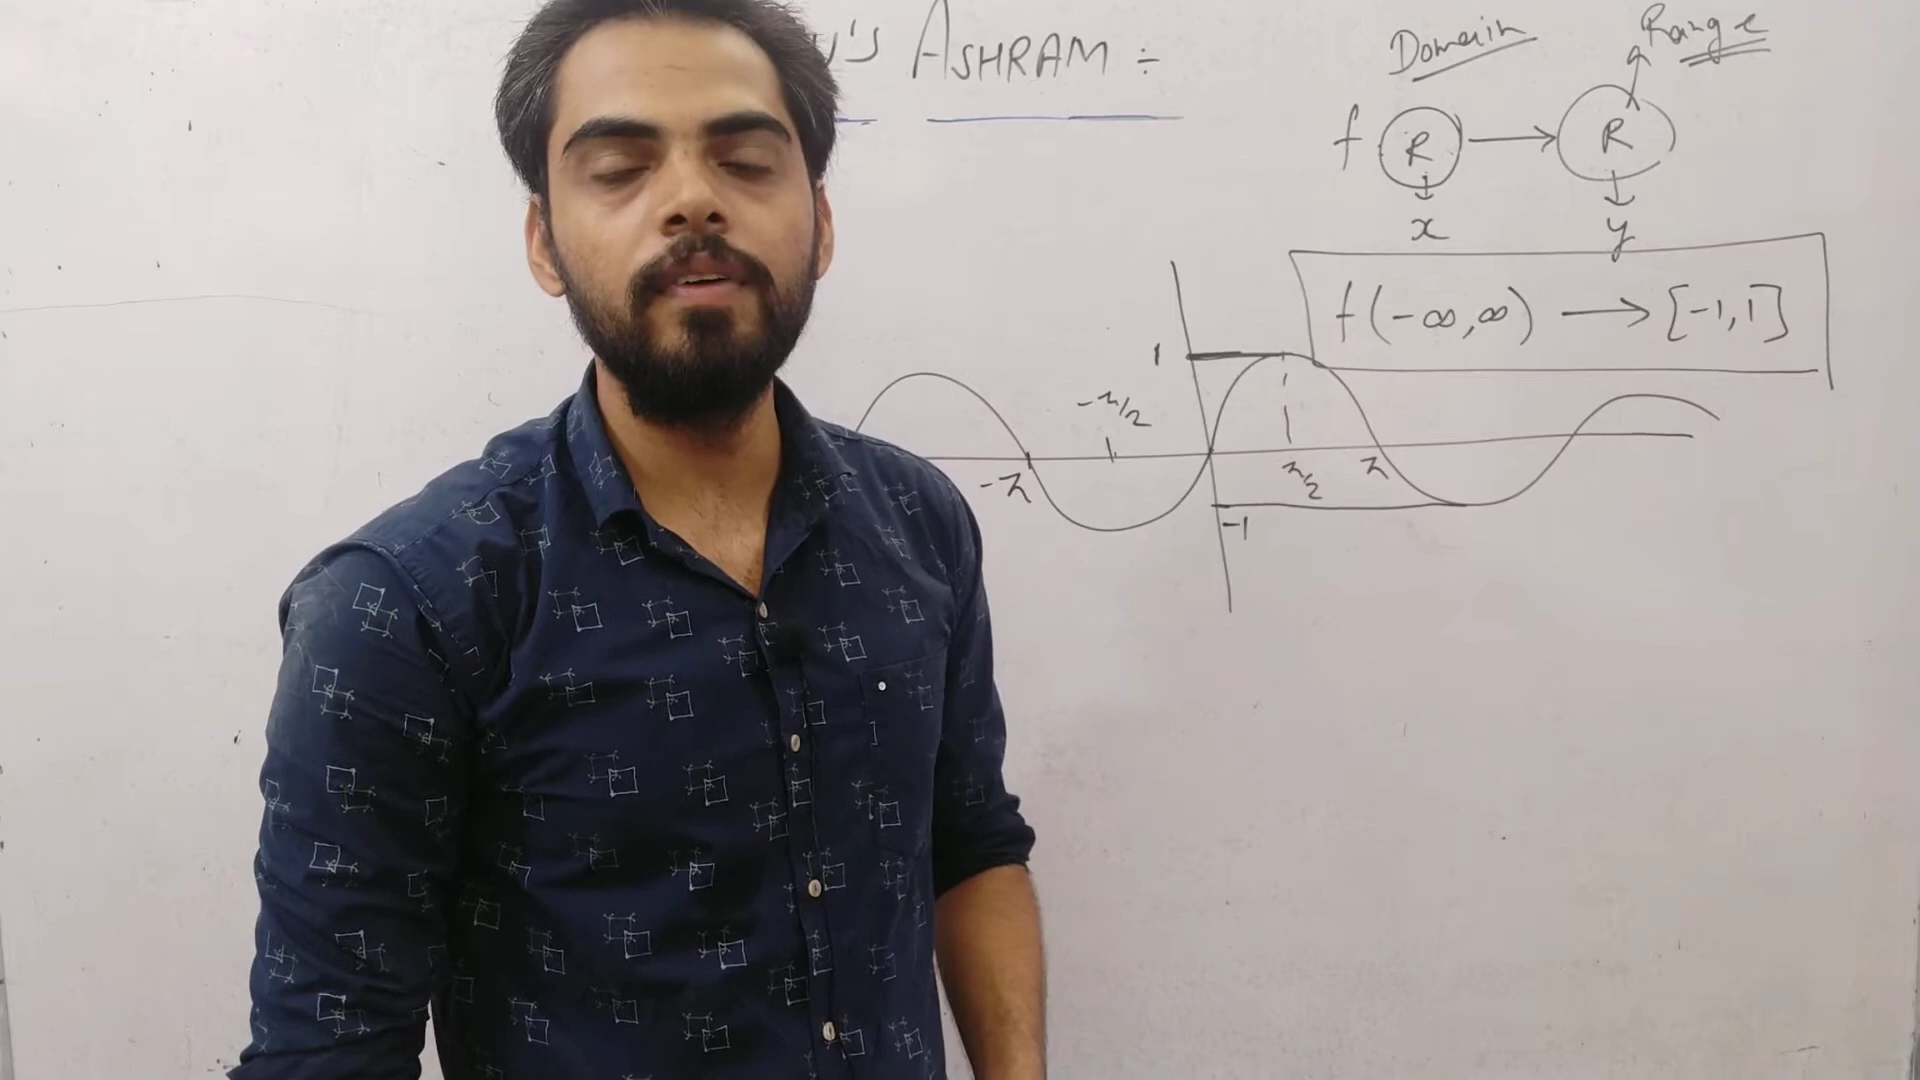 'S ASHRAM :-
Domain Range
f R → R
x y
f (-∞,∞) → [-1,1]
1
-π/2
-π π/2 π
-1